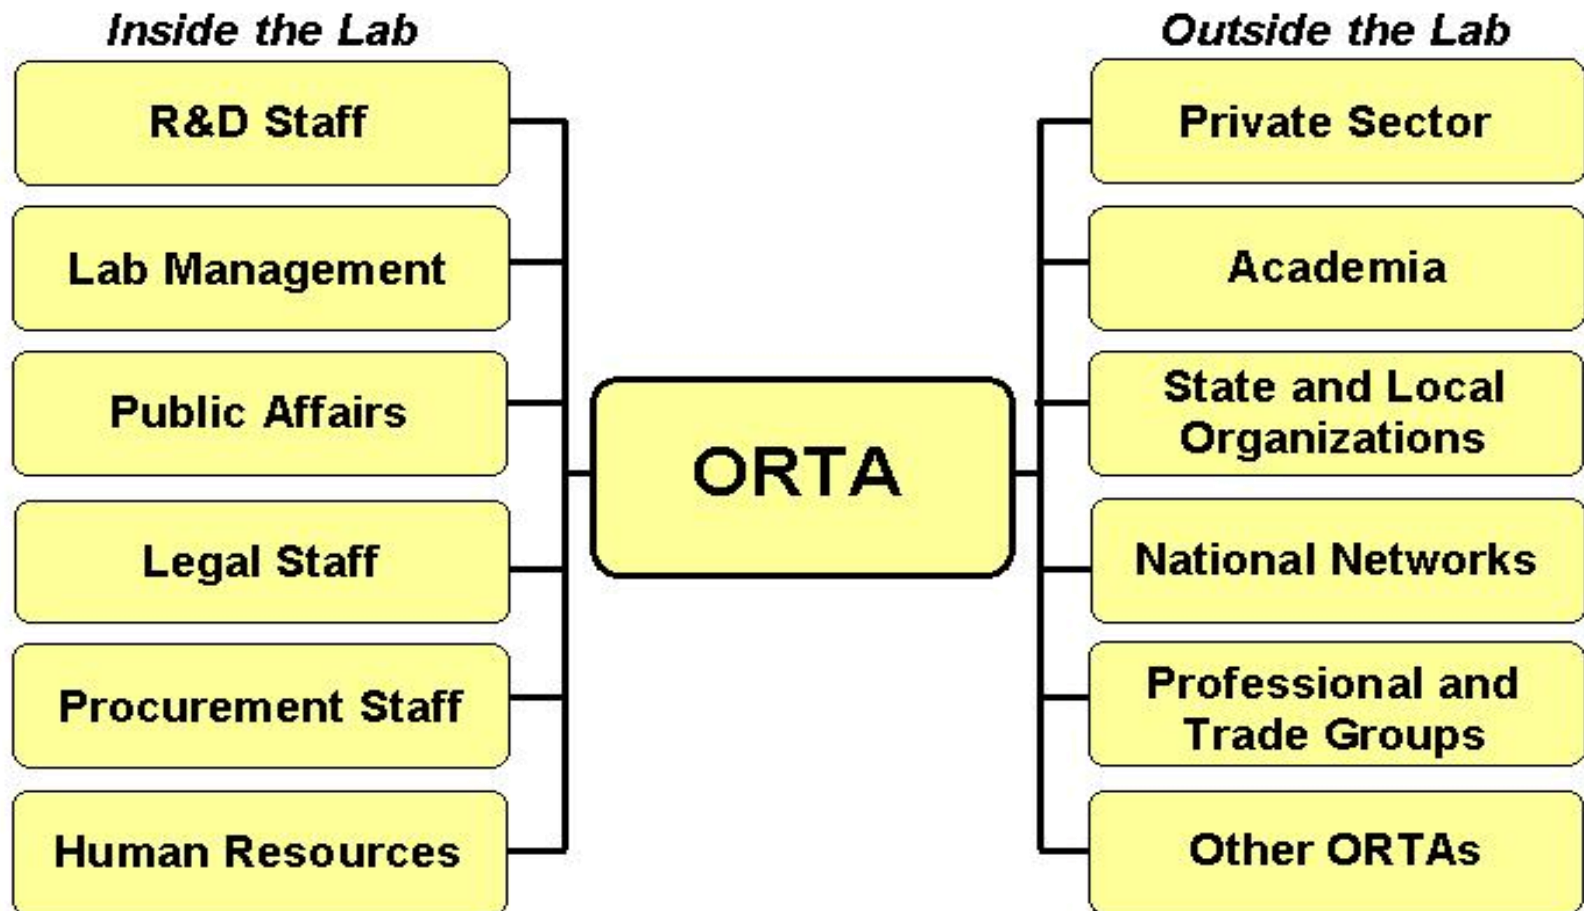 Inside the Lab
R&D Staff
Lab Management
Public Affairs
Legal Staff
Procurement Staff
Human Resources
ORTA
Outside the Lab
Private Sector
Academia
State and Local
Organizations
National Networks
Professional and
Trade Groups
Other ORTAs